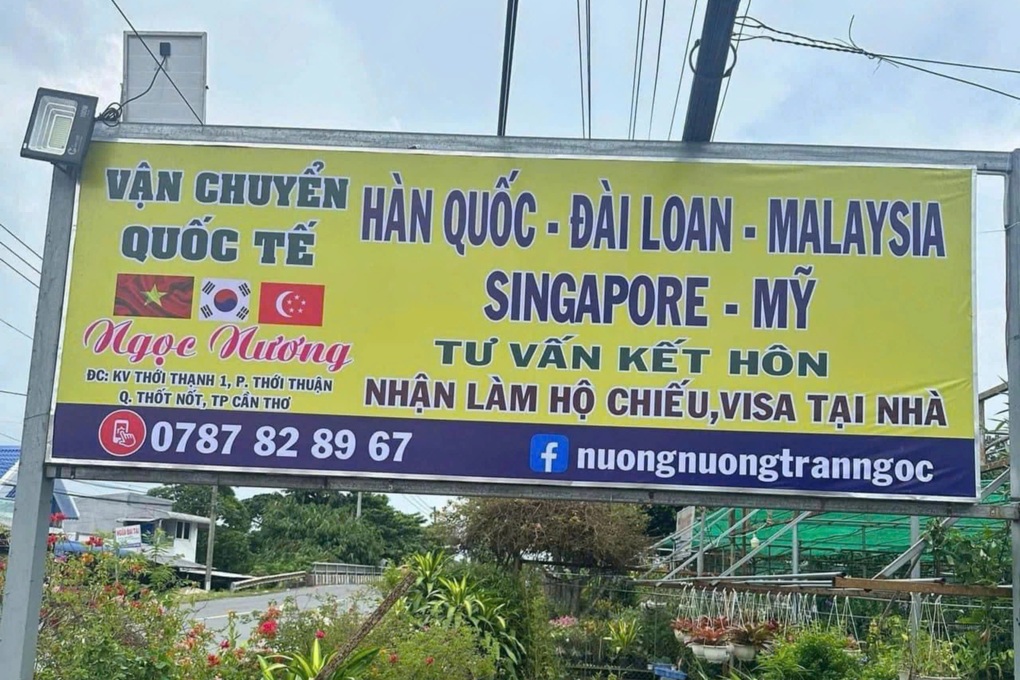 VẬN CHUYỂN
QUỐC TẾ
Ngọc Nương
ĐC: KV THỚI THẠNH 1, P. THỚI THUẬN
Q. THỐT NỐT, TP CẦN THƠ
HÀN QUỐC - ĐÀI LOAN - MALAYSIA
SINGAPORE - MỸ
TƯ VẤN KẾT HÔN
NHẬN LÀM HỘ CHIẾU,VISA TẠI NHÀ
0787 82 89 67
f nuongnuongtranngoc